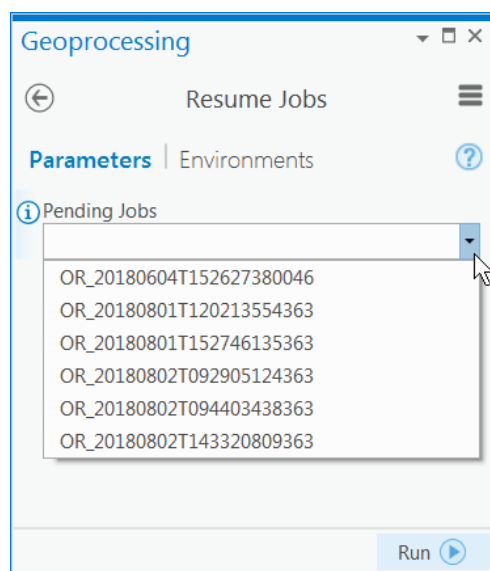 Geoprocessing
Resume Jobs
Parameters | Environments
Pending Jobs
OR_20180604T152627380046
OR_20180801T120213554363
OR_20180801T152746135363
OR_20180802T092905124363
OR_20180802T094403438363
OR_20180802T143320809363
Run